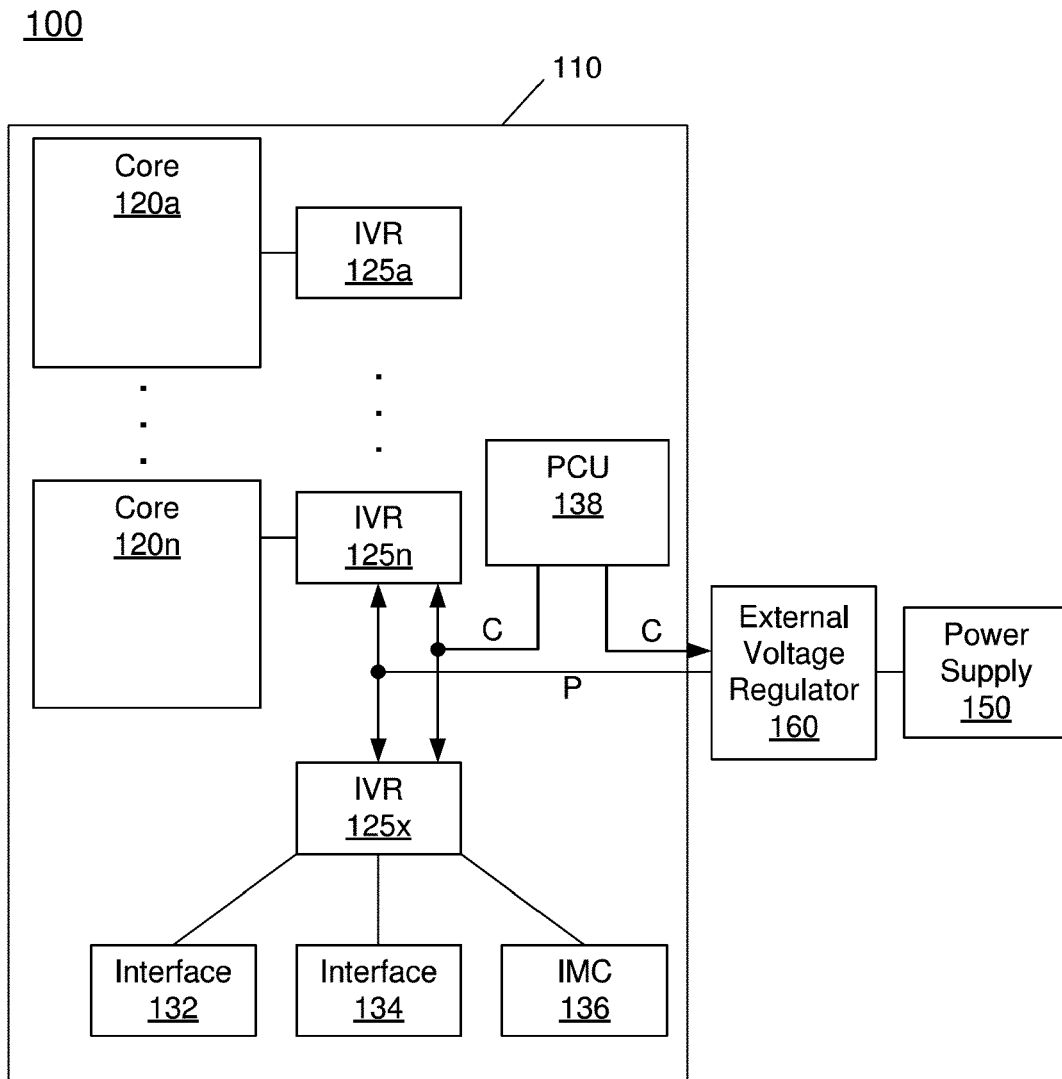 100
110
Core
120a
IVR
125a
Core
120n
IVR
125n
PCU
138
C
C
P
External
Voltage
Regulator
160
Power
Supply
150
IVR
125x
Interface
132
Interface
134
IMC
136